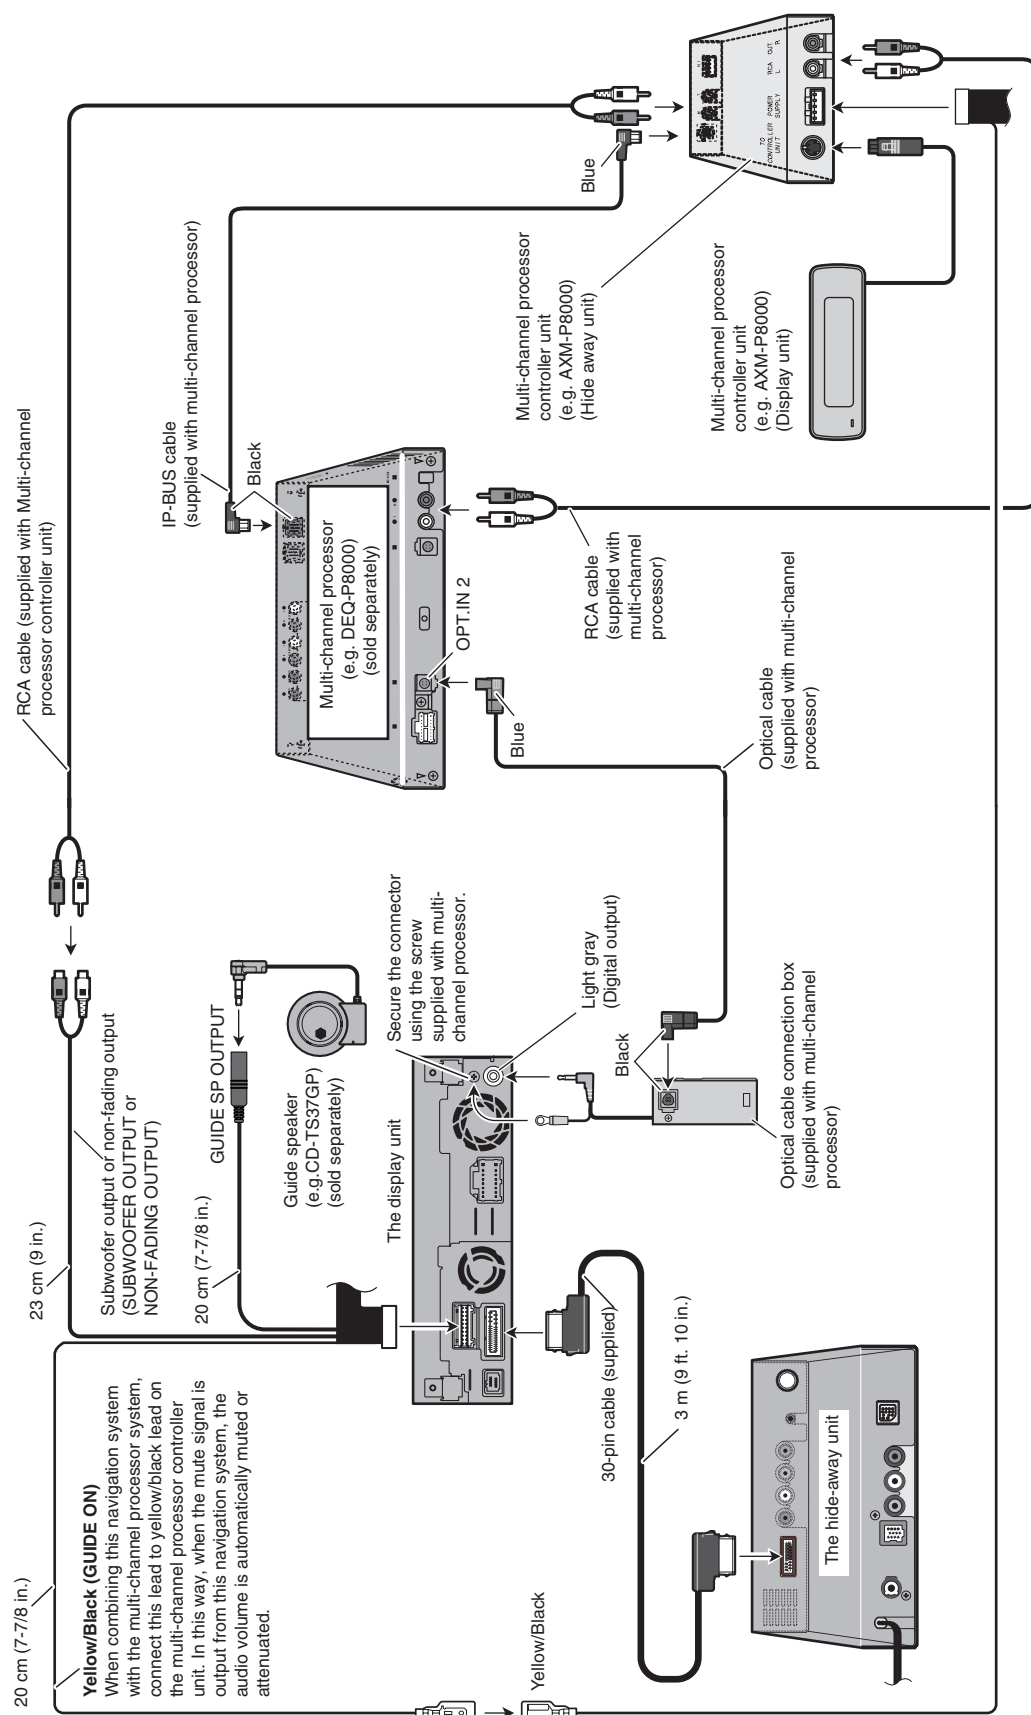 20 cm (7-7/8 in.)
Yellow/Black (GUIDE ON)
When combining this navigation system
with the multi-channel processor system,
connect this lead to yellow/black lead on
the multi-channel processor controller
unit. In this way, when the mute signal is
output from this navigation system, the
audio volume is automatically muted or
attenuated.
Yellow/Black
23 cm (9 in.)
Subwoofer output or non-fading output
(SUBWOOFER OUTPUT or
NON-FADING OUTPUT)
20 cm (7-7/8 in.)
GUIDE SP OUTPUT
Guide speaker
(e.g.CD-TS37GP)
(sold separately)
The display unit
Secure the connector
using the screw
supplied with multi-
channel processor.
Light gray
(Digital output)
Black
Optical cable connection box
(supplied with multi-channel
processor)
30-pin cable (supplied)
3 m (9 ft. 10 in.)
The hide-away unit
RCA cable (supplied with Multi-channel
processor controller unit)
IP-BUS cable
(supplied with multi-channel processor)
Black
Multi-channel processor
(e.g. DEQ-P8000)
(sold separately)
OPT.IN 2
Blue
Optical cable
(supplied with multi-channel
processor)
RCA cable
(supplied with
multi-channel
processor)
Blue
Multi-channel processor
controller unit
(e.g. AXM-P8000)
(Hide away unit)
Multi-channel processor
controller unit
(e.g. AXM-P8000)
(Display unit)
TO
CONTROLLER
UNIT
POWER
SUPPLY
RCA OUT
L R